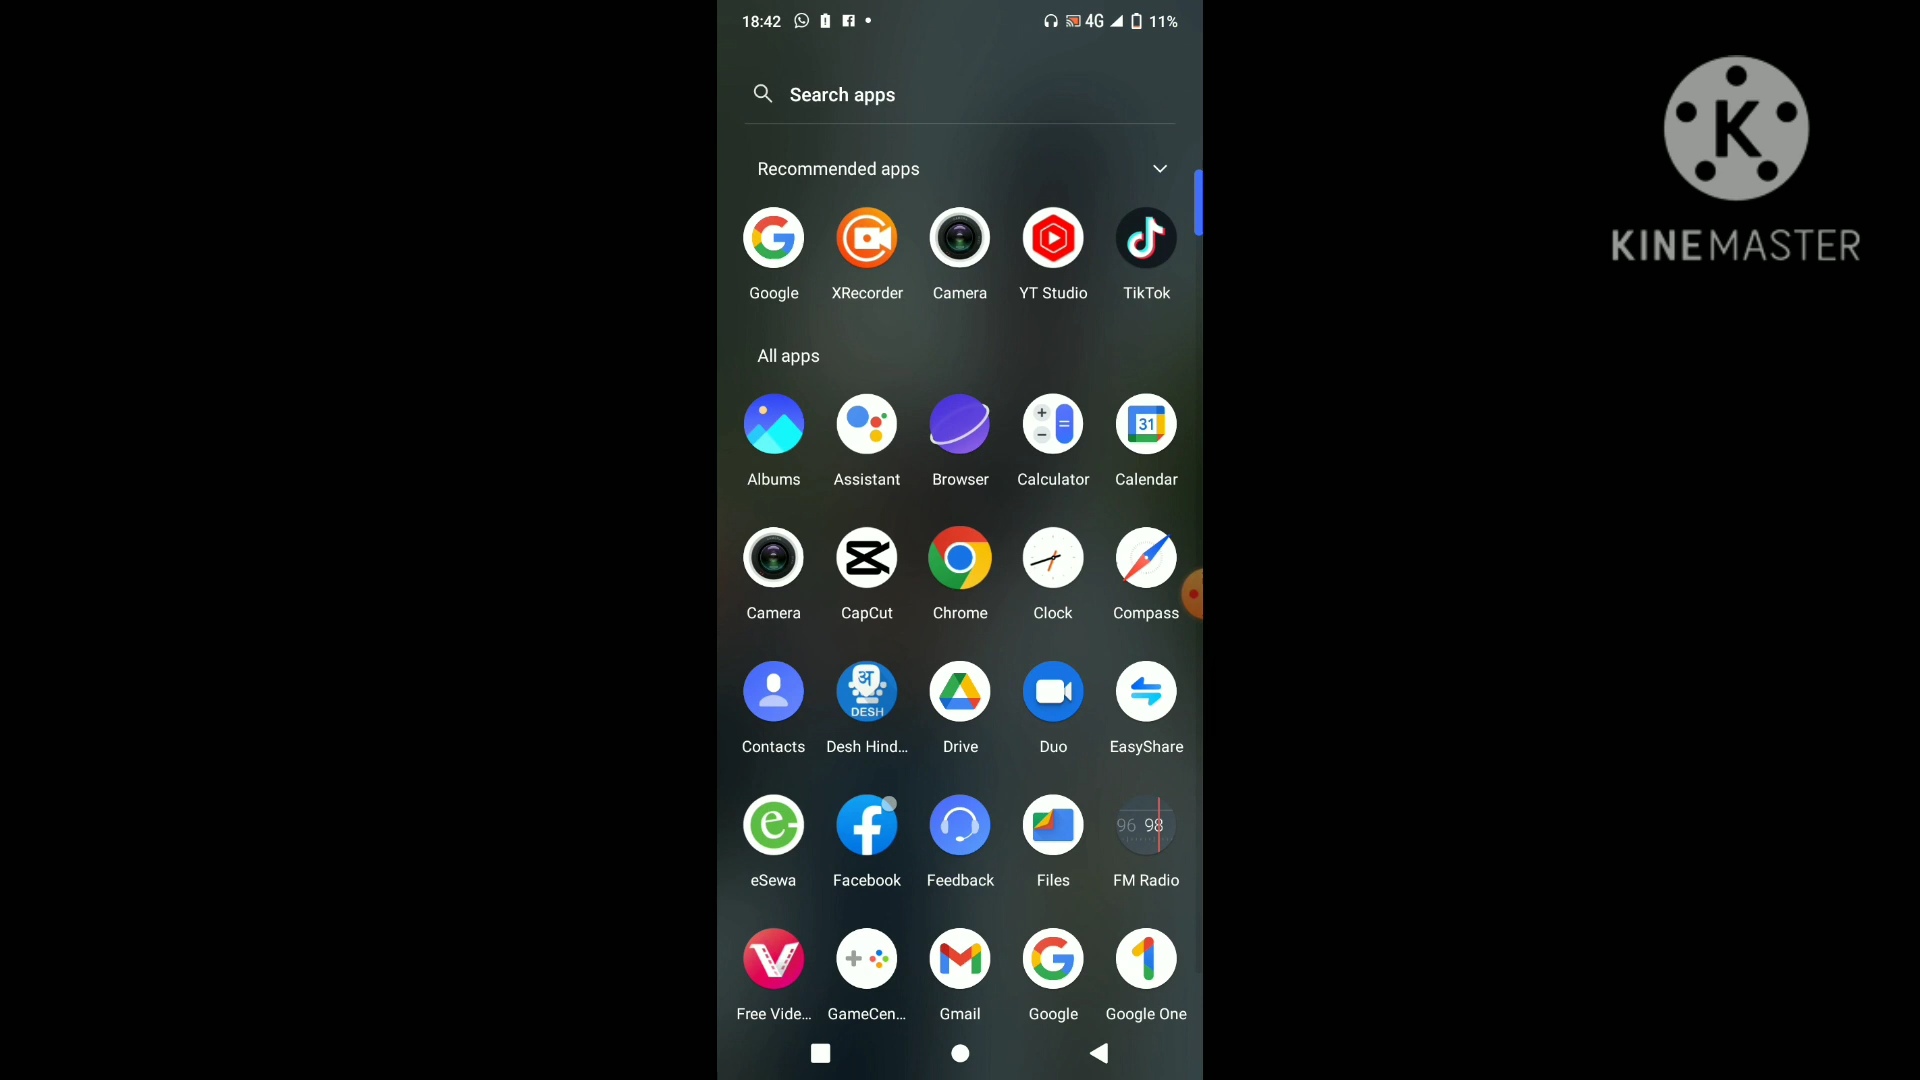 18:42 4G 11%
K
KINEMASTER
Search apps
Recommended apps
Google XRecorder Camera YT Studio TikTok
All apps
31
Albums Assistant Browser Calculator Calendar
Camera CapCut Chrome Clock Compass
अ
DESH
Contacts Desh Hind... Drive Duo EasyShare
96 98
eSewa Facebook Feedback Files FM Radio
Free Vide... GameCen... Gmail Google Google One